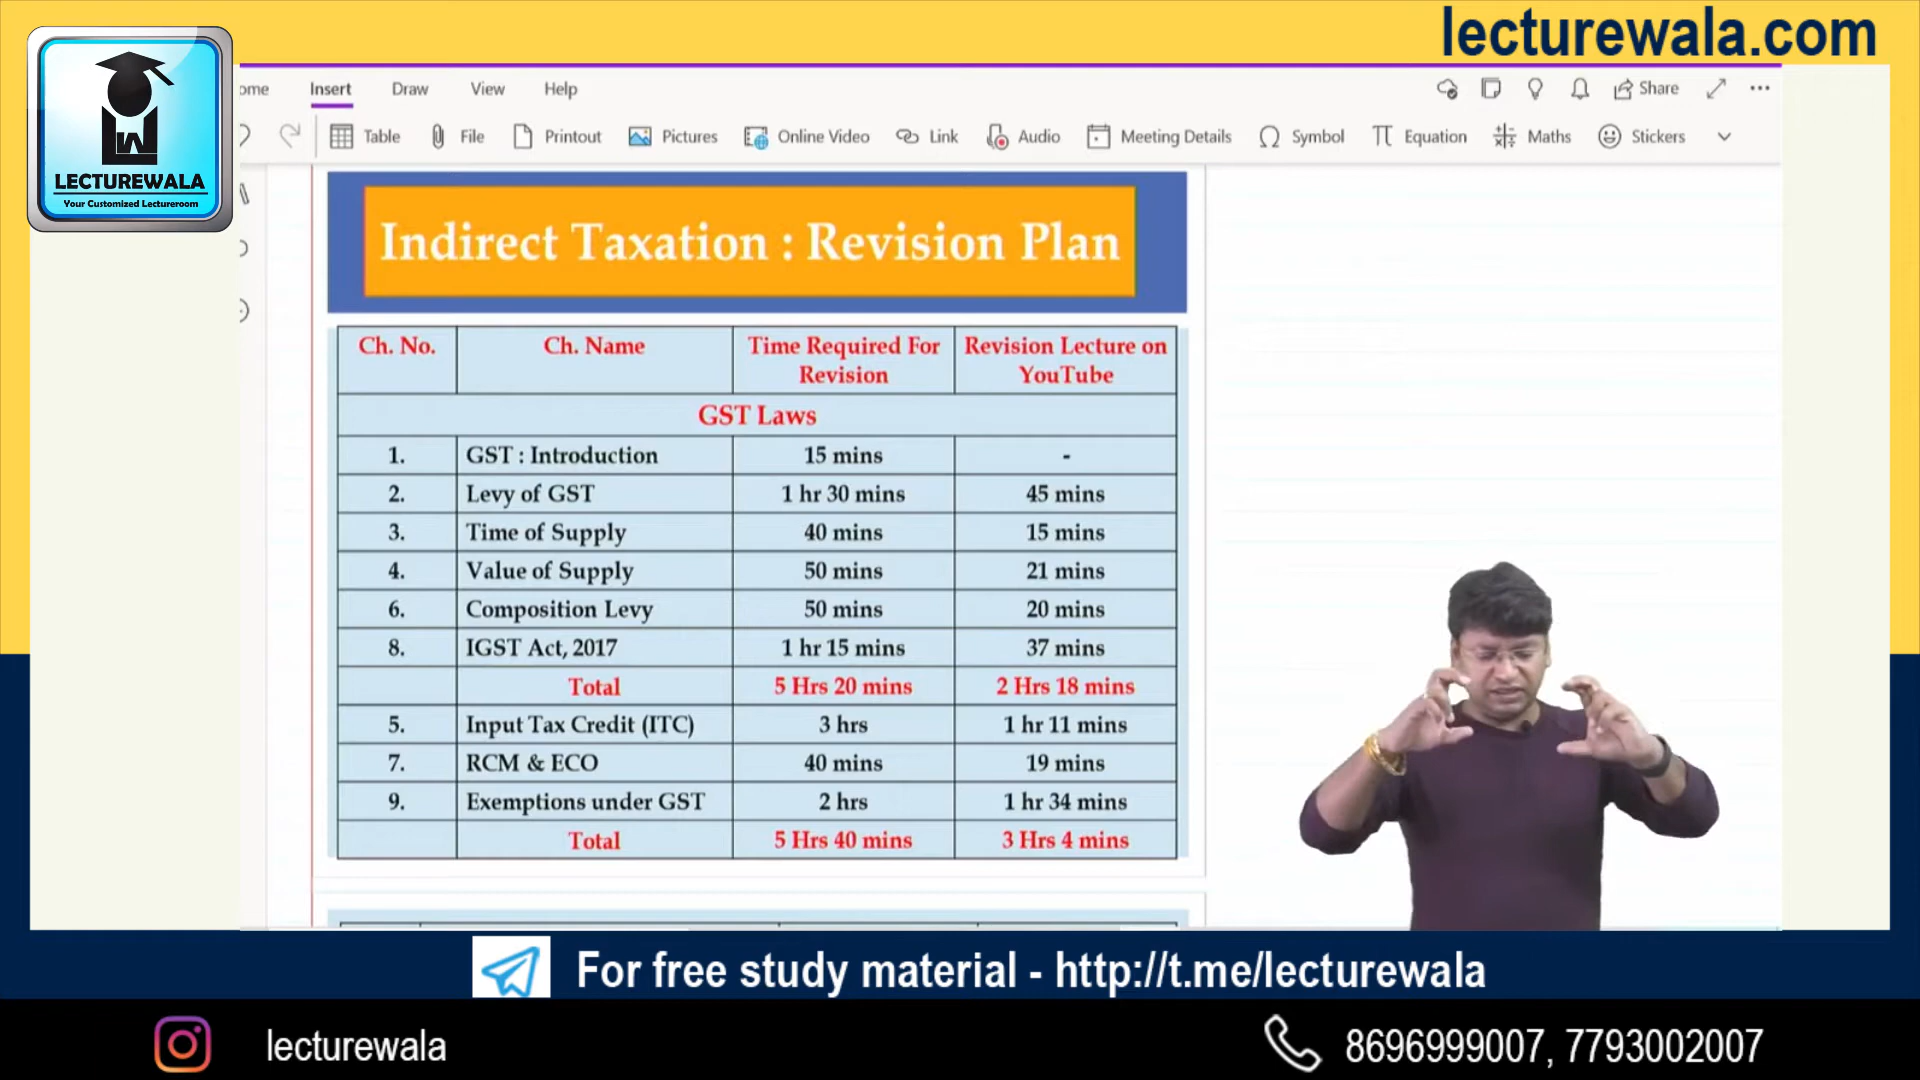 lecturewala.com
LW
LECTUREWALA
Your Customized Lectureroom
ome Insert Draw View Help Share
Table File Printout Pictures Online Video Link Audio Meeting Details Symbol Equation Maths Stickers
Indirect Taxation : Revision Plan
Ch. No. Ch. Name Time Required For Revision Revision Lecture on YouTube
GST Laws
1. GST : Introduction 15 mins -
2. Levy of GST 1 hr 30 mins 45 mins
3. Time of Supply 40 mins 15 mins
4. Value of Supply 50 mins 21 mins
6. Composition Levy 50 mins 20 mins
8. IGST Act, 2017 1 hr 15 mins 37 mins
Total 5 Hrs 20 mins 2 Hrs 18 mins
5. Input Tax Credit (ITC) 3 hrs 1 hr 11 mins
7. RCM & ECO 40 mins 19 mins
9. Exemptions under GST 2 hrs 1 hr 34 mins
Total 5 Hrs 40 mins 3 Hrs 4 mins
For free study material - http://t.me/lecturewala
lecturewala
8696999007, 7793002007